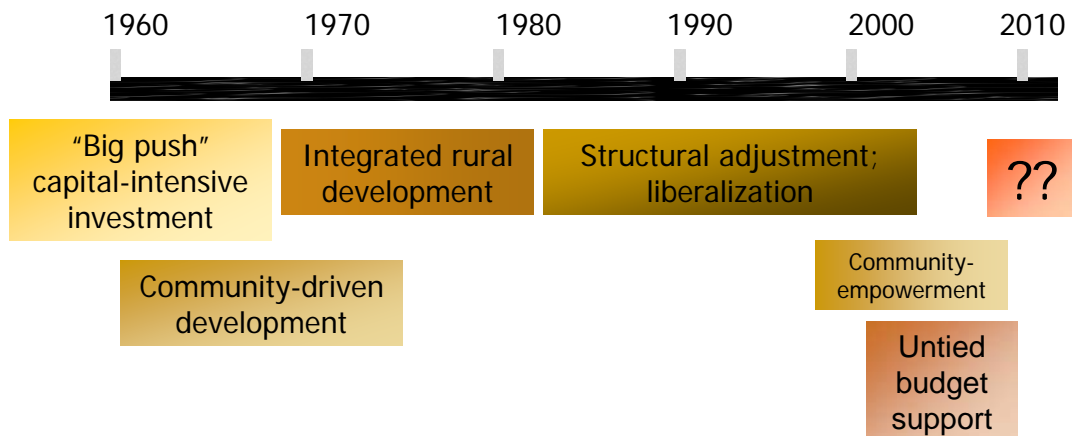 1960 1970 1980 1990 2000 2010
“Big push”
capital-intensive
investment
Integrated rural
development
Structural adjustment;
liberalization
??
Community-driven
development
Community-
empowerment
Untied
budget
support